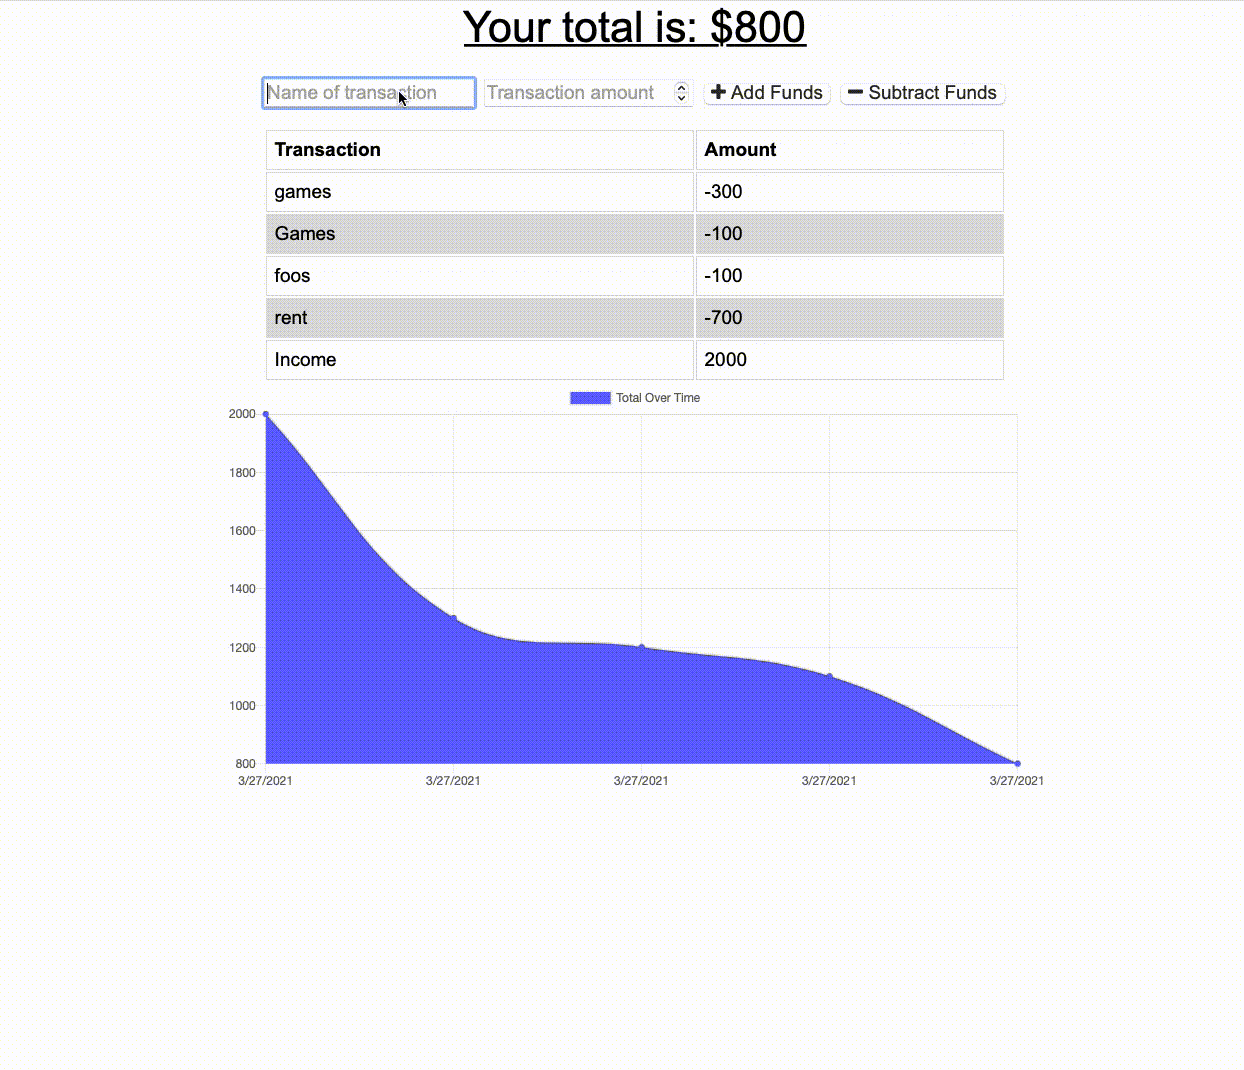 Your total is: $800
Name of transaction Transaction amount + Add Funds − Subtract Funds
Transaction Amount
games -300
Games -100
foos -100
rent -700
Income 2000
Total Over Time
2000
1800
1600
1400
1200
1000
800
3/27/2021 3/27/2021 3/27/2021 3/27/2021 3/27/2021